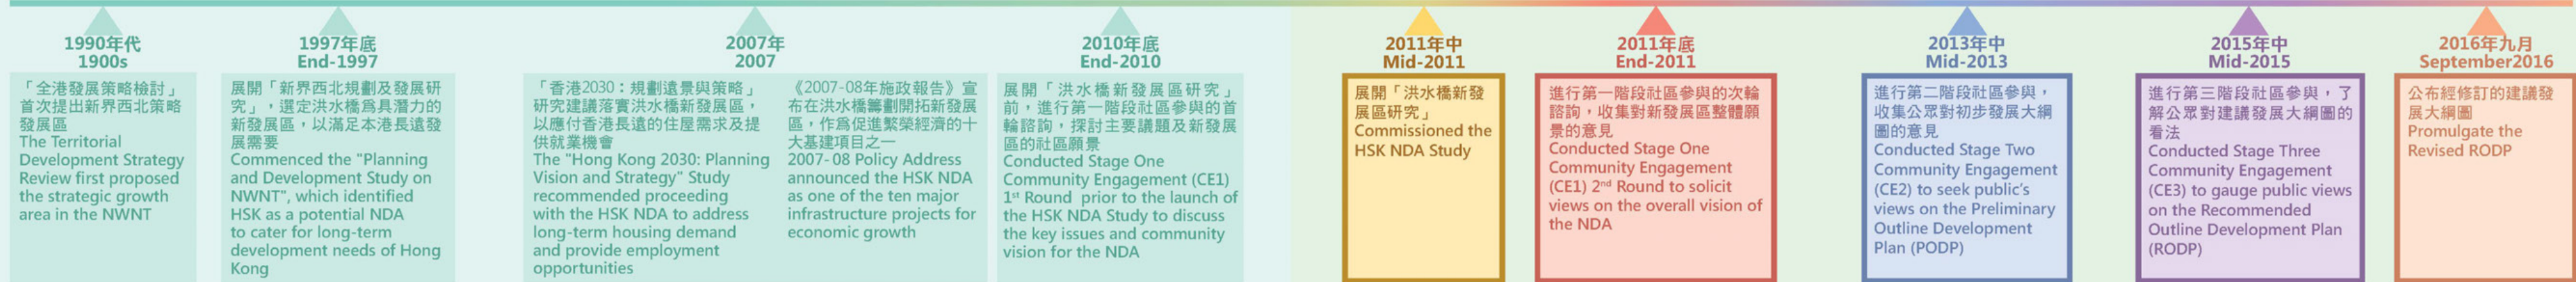 1990年代
1900s
「全港發展策略檢討」
首次提出新界西北策略
發展區
The Territorial
Development Strategy
Review first proposed
the strategic growth
area in the NWNT
1997年底
End-1997
展開「新界西北規劃及發展研
究」，選定洪水橋爲具潛力的
新發展區，以滿足本港長遠發
展需要
Commenced the "Planning
and Development Study on
NWNT", which identified
HSK as a potential NDA
to cater for long-term
development needs of Hong
Kong
2007年
2007
「香港2030：規劃遠景與策略」
研究建議落實洪水橋新發展區，
以應付香港長遠的住屋需求及提
供就業機會
The "Hong Kong 2030: Planning
Vision and Strategy" Study
recommended proceeding
with the HSK NDA to address
long-term housing demand
and provide employment
opportunities
《2007-08年施政報告》宣
布在洪水橋籌劃開拓新發展
區，作爲促進繁榮經濟的十
大基建項目之一
2007- 08 Policy Address
announced the HSK NDA
as one of the ten major
infrastructure projects for
economic growth
2010年底
End-2010
展開「洪水橋新發展區研究」
前，進行第一階段社區參與的首
輪諮詢，探討主要議題及新發展
區的社區願景
Conducted Stage One
Community Engagement (CE1)
1st Round prior to the launch of
the HSK NDA Study to discuss
the key issues and community
vision for the NDA
2011年中
Mid-2011
展開「洪水橋新發
展區研究」
Commissioned the
HSK NDA Study
2011年底
End-2011
進行第一階段社區參與的次輪
諮詢，收集對新發展區整體願
景的意見
Conducted Stage One
Community Engagement
(CE1) 2nd Round to solicit
views on the overall vision of
the NDA
2013年中
Mid-2013
進行第二階段社區參與，
收集公眾對初步發展大綱
圖的意見
Conducted Stage Two
Community Engagement
(CE2) to seek public's
views on the Preliminary
Outline Development
Plan (PODP)
2015年中
Mid-2015
進行第三階段社區參與，了
解公眾對建議發展大綱圖的
看法
Conducted Stage Three
Community Engagement
(CE3) to gauge public views
on the Recommended
Outline Development Plan
(RODP)
2016年九月
September2016
公布經修訂的建議發
展大綱圖
Promulgate the
Revised RODP